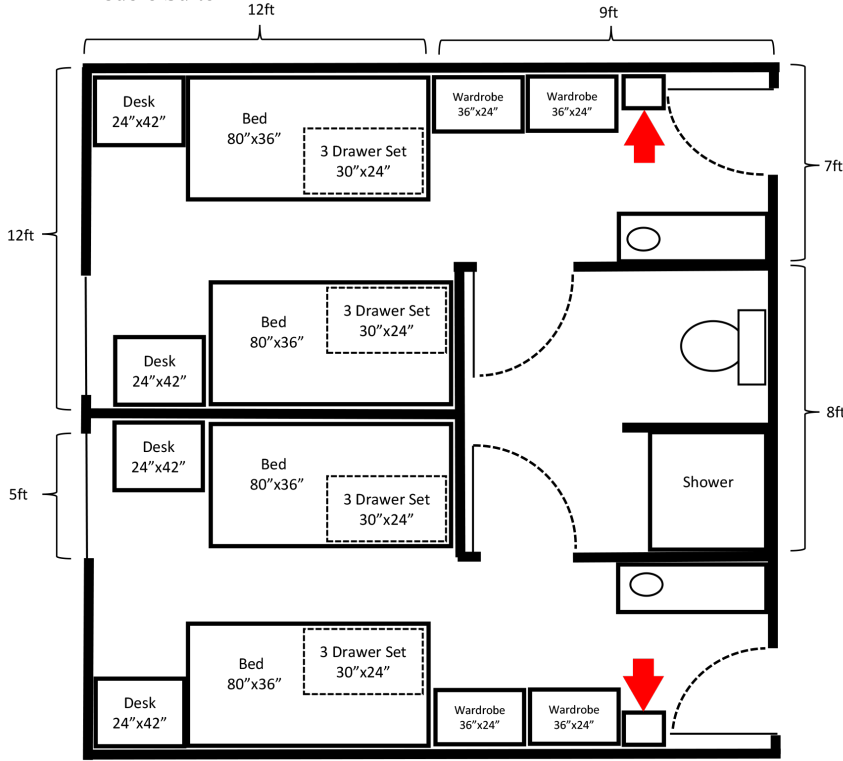 12ft
9ft
Desk
24”x42”
Bed
80”x36”
3 Drawer Set
30”x24”
Wardrobe
36”x24”
Wardrobe
36”x24”
7ft
12ft
Bed
80”x36”
3 Drawer Set
30”x24”
Desk
24”x42”
8ft
Desk
24”x42”
Bed
80”x36”
3 Drawer Set
30”x24”
Shower
5ft
Bed
80”x36”
3 Drawer Set
30”x24”
Desk
24”x42”
Wardrobe
36”x24”
Wardrobe
36”x24”